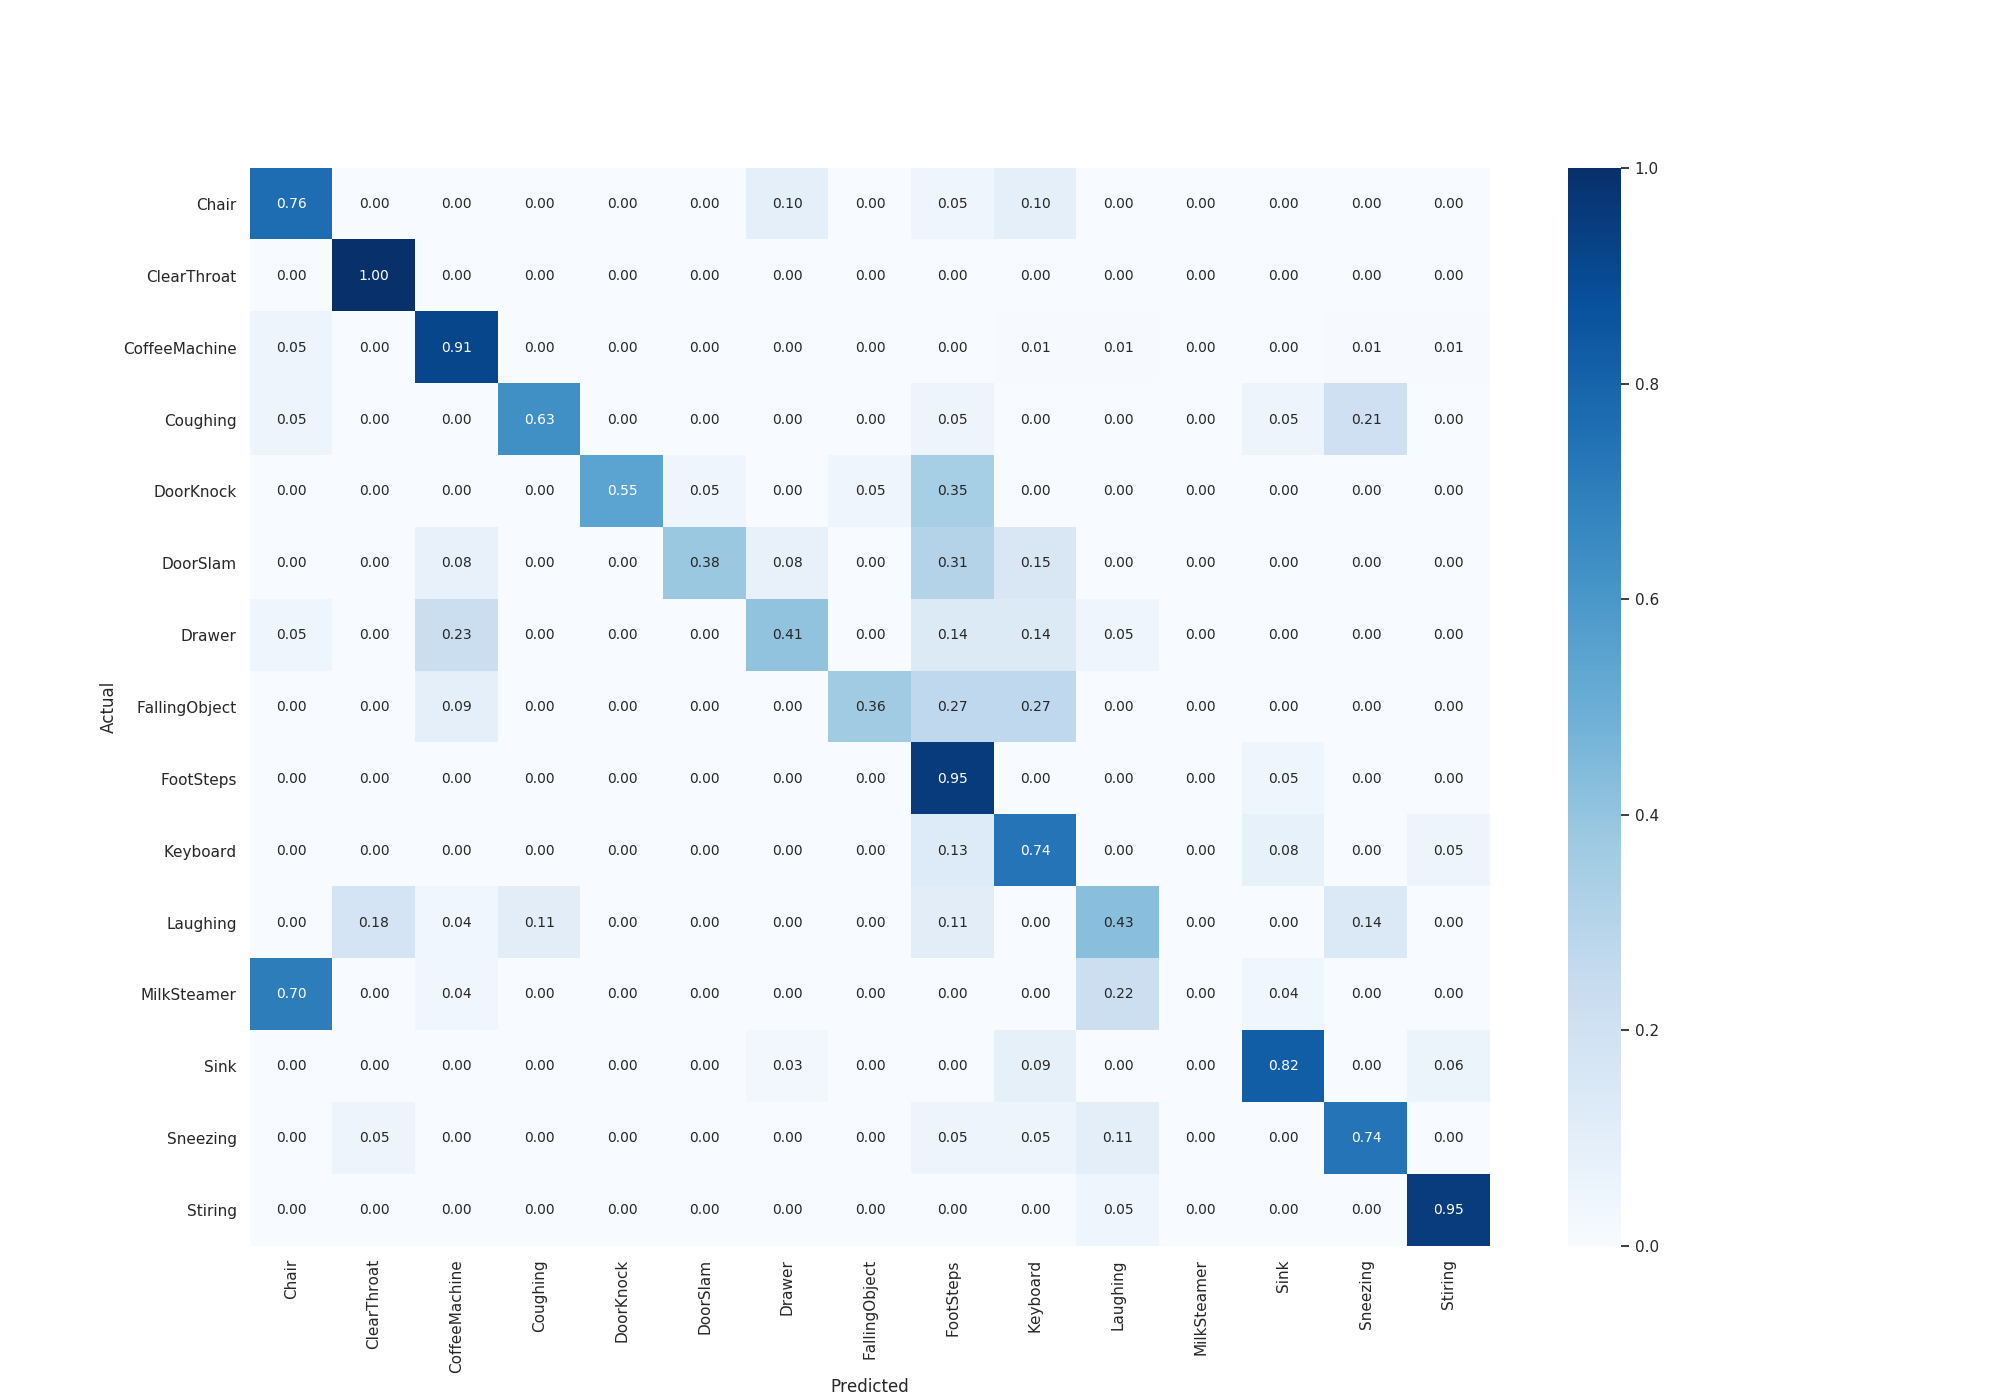 Chair 0.76 0.00 0.00 0.00 0.00 0.00 0.10 0.00 0.05 0.10 0.00 0.00 0.00 0.00 0.00
ClearThroat 0.00 1.00 0.00 0.00 0.00 0.00 0.00 0.00 0.00 0.00 0.00 0.00 0.00 0.00 0.00
CoffeeMachine 0.05 0.00 0.91 0.00 0.00 0.00 0.00 0.00 0.00 0.01 0.01 0.00 0.00 0.01 0.01
Coughing 0.05 0.00 0.00 0.63 0.00 0.00 0.00 0.00 0.05 0.00 0.00 0.00 0.05 0.21 0.00
DoorKnock 0.00 0.00 0.00 0.00 0.55 0.05 0.00 0.05 0.35 0.00 0.00 0.00 0.00 0.00 0.00
DoorSlam 0.00 0.00 0.08 0.00 0.00 0.38 0.08 0.00 0.31 0.15 0.00 0.00 0.00 0.00 0.00
Drawer 0.05 0.00 0.23 0.00 0.00 0.00 0.41 0.00 0.14 0.14 0.05 0.00 0.00 0.00 0.00
FallingObject 0.00 0.00 0.09 0.00 0.00 0.00 0.00 0.36 0.27 0.27 0.00 0.00 0.00 0.00 0.00
FootSteps 0.00 0.00 0.00 0.00 0.00 0.00 0.00 0.00 0.95 0.00 0.00 0.00 0.05 0.00 0.00
Keyboard 0.00 0.00 0.00 0.00 0.00 0.00 0.00 0.00 0.13 0.74 0.00 0.00 0.08 0.00 0.05
Laughing 0.00 0.18 0.04 0.11 0.00 0.00 0.00 0.00 0.11 0.00 0.43 0.00 0.00 0.14 0.00
MilkSteamer 0.70 0.00 0.04 0.00 0.00 0.00 0.00 0.00 0.00 0.00 0.22 0.00 0.04 0.00 0.00
Sink 0.00 0.00 0.00 0.00 0.00 0.00 0.03 0.00 0.00 0.09 0.00 0.00 0.82 0.00 0.06
Sneezing 0.00 0.05 0.00 0.00 0.00 0.00 0.00 0.00 0.05 0.05 0.11 0.00 0.00 0.74 0.00
Stiring 0.00 0.00 0.00 0.00 0.00 0.00 0.00 0.00 0.00 0.00 0.05 0.00 0.00 0.00 0.95
Actual
Chair ClearThroat CoffeeMachine Coughing DoorKnock DoorSlam Drawer FallingObject FootSteps Keyboard Laughing MilkSteamer Sink Sneezing Stiring
Predicted
1.0
0.8
0.6
0.4
0.2
0.0